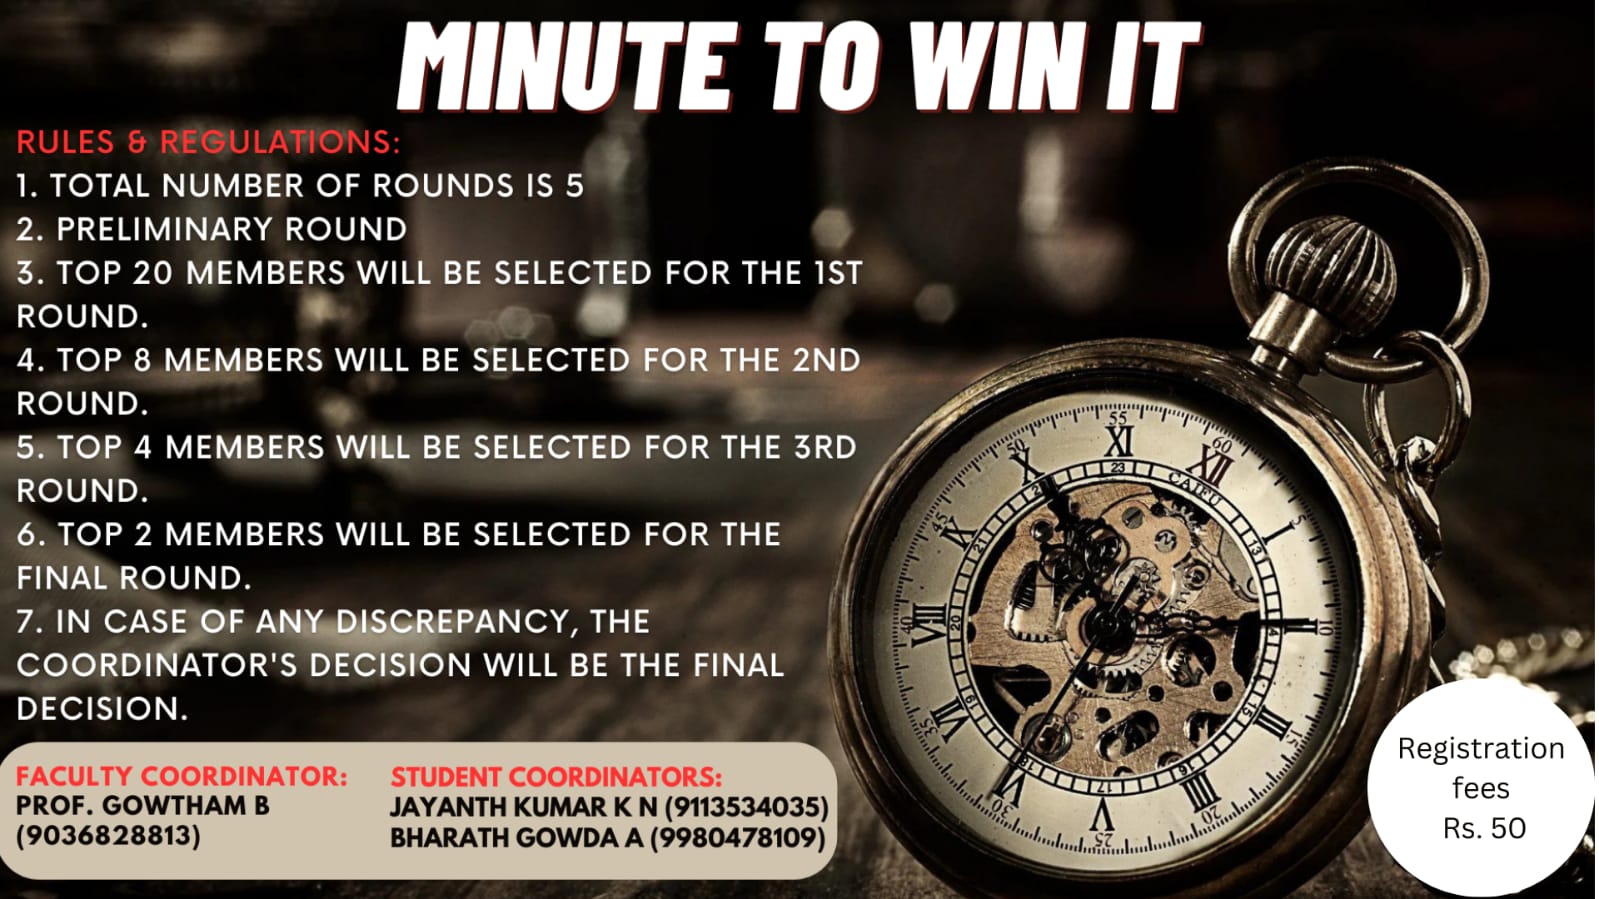 MINUTE TO WIN IT
RULES & REGULATIONS:
1. TOTAL NUMBER OF ROUNDS IS 5
2. PRELIMINARY ROUND
3. TOP 20 MEMBERS WILL BE SELECTED FOR THE 1ST
ROUND.
4. TOP 8 MEMBERS WILL BE SELECTED FOR THE 2ND
ROUND.
5. TOP 4 MEMBERS WILL BE SELECTED FOR THE 3RD
ROUND.
6. TOP 2 MEMBERS WILL BE SELECTED FOR THE
FINAL ROUND.
7. IN CASE OF ANY DISCREPANCY, THE
COORDINATOR'S DECISION WILL BE THE FINAL
DECISION.
FACULTY COORDINATOR:
PROF. GOWTHAM B
(9036828813)
STUDENT COORDINATORS:
JAYANTH KUMAR K N (9113534035)
BHARATH GOWDA A (9980478109)
Registration
fees
Rs. 50